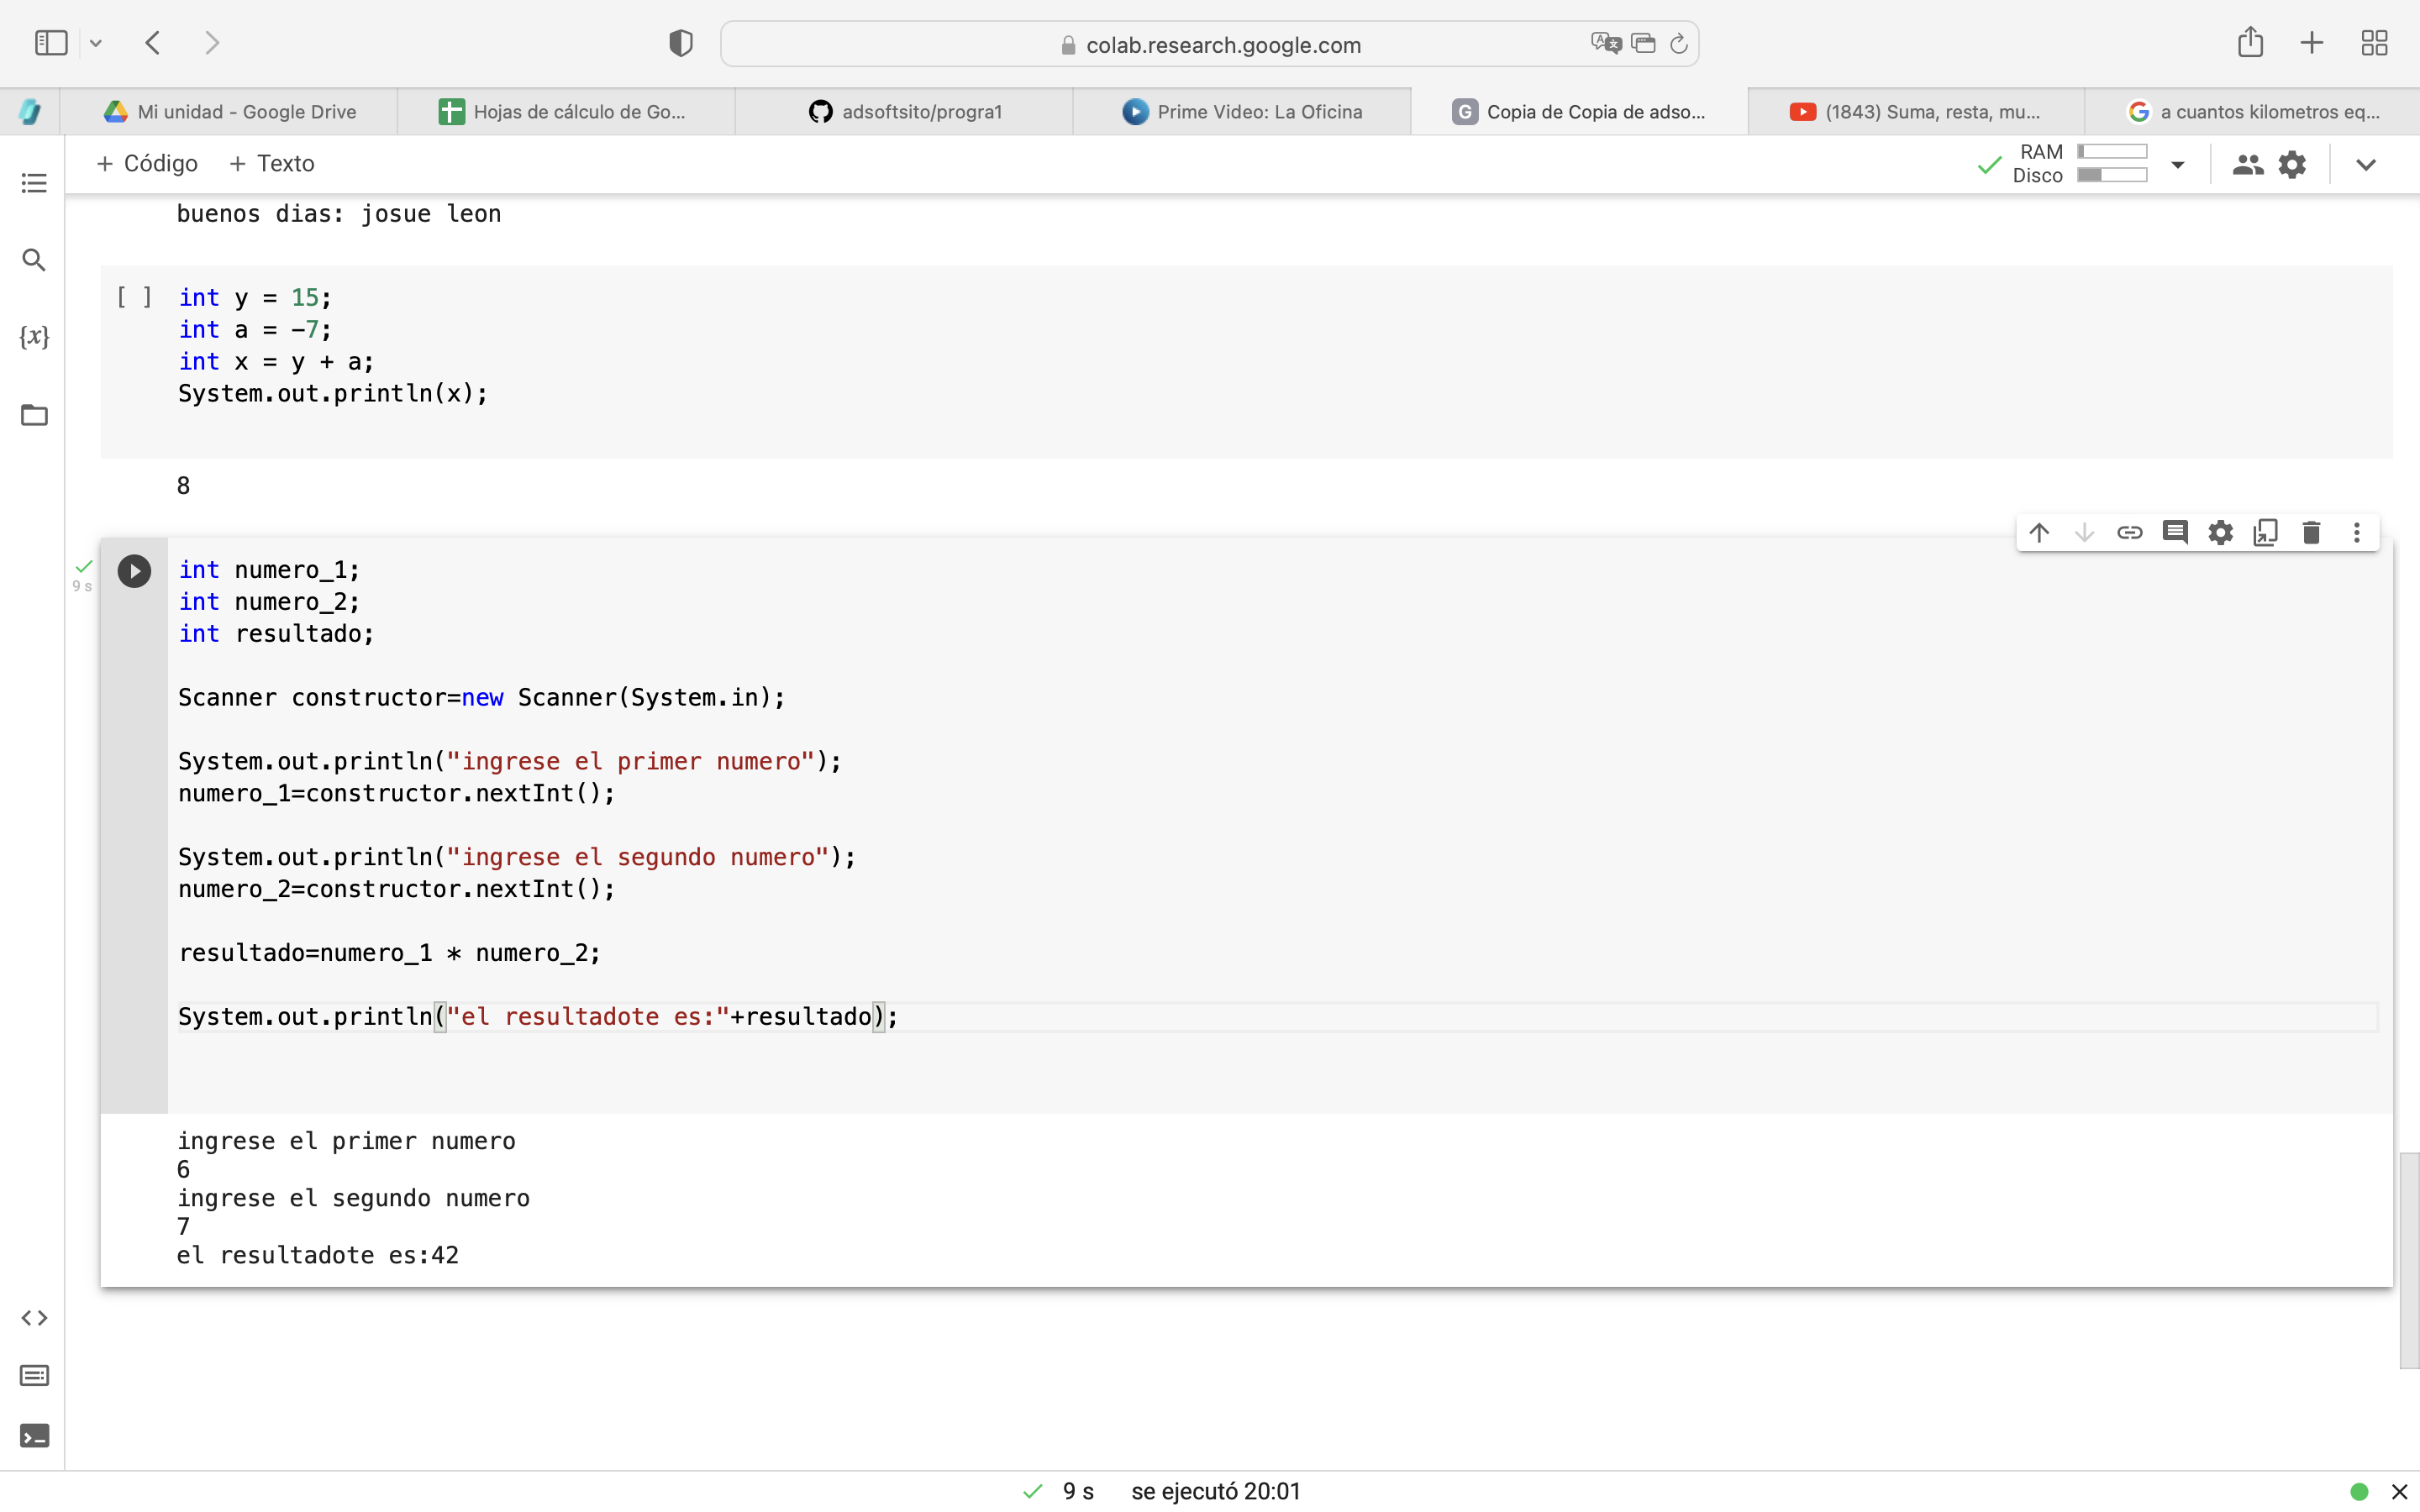 colab.research.google.com
Mi unidad - Google Drive
Hojas de cálculo de Go...
adsoftsito/progra1
Prime Video: La Oficina
G Copia de Copia de adso...
(1843) Suma, resta, mu...
a cuantos kilometros eq...
+ Código + Texto
RAM
Disco
buenos dias: josue leon
{x}
[ ] int y = 15;
int a = -7;
int x = y + a;
System.out.println(x);
8
9 s
int numero_1;
int numero_2;
int resultado;
Scanner constructor=new Scanner(System.in);
System.out.println("ingrese el primer numero");
numero_1=constructor.nextInt();
System.out.println("ingrese el segundo numero");
numero_2=constructor.nextInt();
resultado=numero_1 * numero_2;
System.out.println("el resultadote es:"+resultado);
ingrese el primer numero
6
ingrese el segundo numero
7
el resultadote es:42
9 s se ejecutó 20:01